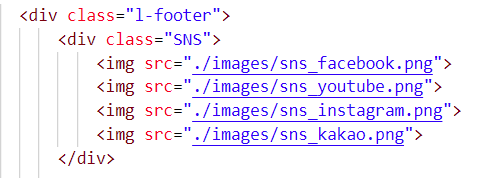 <div class="l-footer">
<div class="SNS">
<img src="./images/sns_facebook.png">
<img src="./images/sns_youtube.png">
<img src="./images/sns_instagram.png">
<img src="./images/sns_kakao.png">
</div>